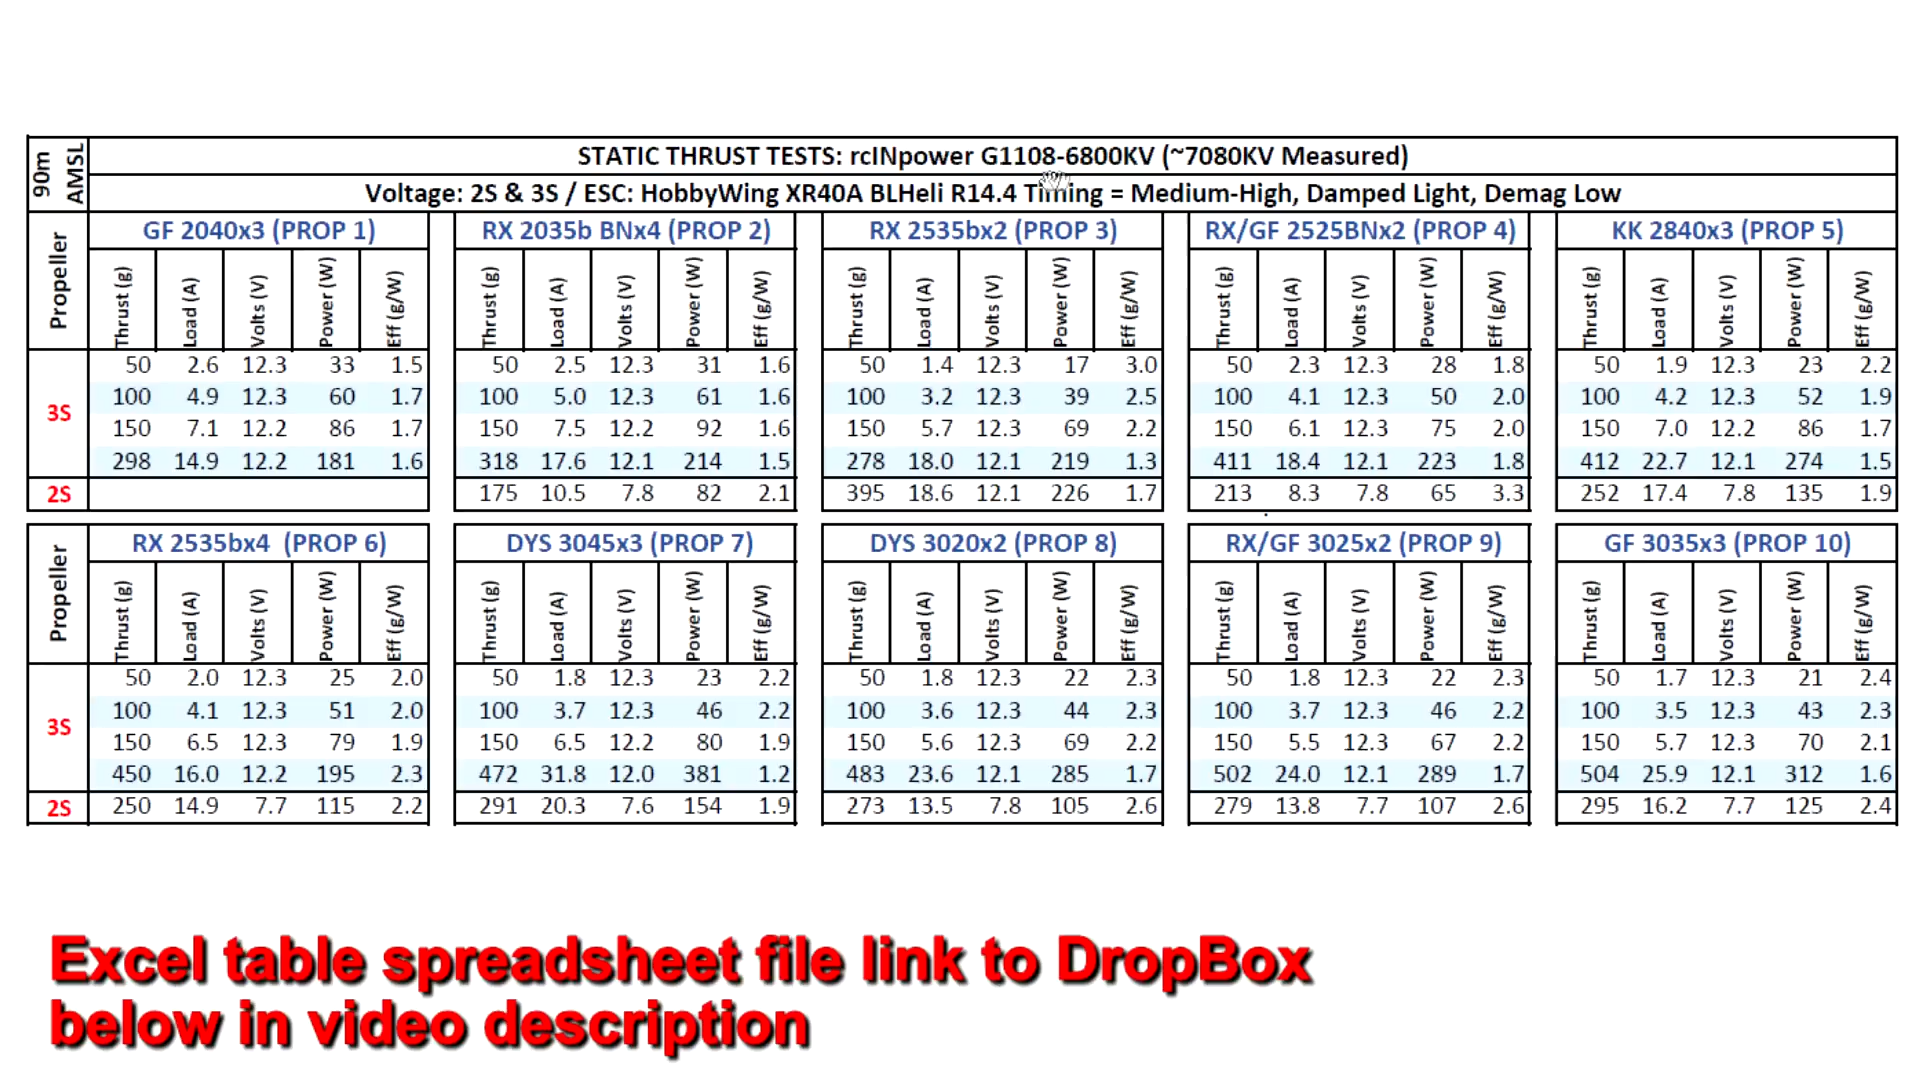 90m AMSL
STATIC THRUST TESTS: rcINpower G1108-6800KV (~7080KV Measured)
Voltage: 2S & 3S / ESC: HobbyWing XR40A BLHeli R14.4 Timing = Medium-High, Damped Light, Demag Low
Propeller GF 2040x3 (PROP 1) RX 2035b BNx4 (PROP 2) RX 2535bx2 (PROP 3) RX/GF 2525BNx2 (PROP 4) KK 2840x3 (PROP 5)
Thrust (g) Load (A) Volts (V) Power (W) Eff (g/W) Thrust (g) Load (A) Volts (V) Power (W) Eff (g/W) Thrust (g) Load (A) Volts (V) Power (W) Eff (g/W) Thrust (g) Load (A) Volts (V) Power (W) Eff (g/W) Thrust (g) Load (A) Volts (V) Power (W) Eff (g/W)
50 2.6 12.3 33 1.5 50 2.5 12.3 31 1.6 50 1.4 12.3 17 3.0 50 2.3 12.3 28 1.8 50 1.9 12.3 23 2.2
100 4.9 12.3 60 1.7 100 5.0 12.3 61 1.6 100 3.2 12.3 39 2.5 100 4.1 12.3 50 2.0 100 4.2 12.3 52 1.9
3S
150 7.1 12.2 86 1.7 150 7.5 12.2 92 1.6 150 5.7 12.3 69 2.2 150 6.1 12.3 75 2.0 150 7.0 12.2 86 1.7
298 14.9 12.2 181 1.6 318 17.6 12.1 214 1.5 278 18.0 12.1 219 1.3 411 18.4 12.1 223 1.8 412 22.7 12.1 274 1.5
2S 175 10.5 7.8 82 2.1 395 18.6 12.1 226 1.7 213 8.3 7.8 65 3.3 252 17.4 7.8 135 1.9
Propeller RX 2535bx4 (PROP 6) DYS 3045x3 (PROP 7) DYS 3020x2 (PROP 8) RX/GF 3025x2 (PROP 9) GF 3035x3 (PROP 10)
Thrust (g) Load (A) Volts (V) Power (W) Eff (g/W) Thrust (g) Load (A) Volts (V) Power (W) Eff (g/W) Thrust (g) Load (A) Volts (V) Power (W) Eff (g/W) Thrust (g) Load (A) Volts (V) Power (W) Eff (g/W) Thrust (g) Load (A) Volts (V) Power (W) Eff (g/W)
50 2.0 12.3 25 2.0 50 1.8 12.3 23 2.2 50 1.8 12.3 22 2.3 50 1.8 12.3 22 2.3 50 1.7 12.3 21 2.4
100 4.1 12.3 51 2.0 100 3.7 12.3 46 2.2 100 3.6 12.3 44 2.3 100 3.7 12.3 46 2.2 100 3.5 12.3 43 2.3
3S
150 6.5 12.3 79 1.9 150 6.5 12.2 80 1.9 150 5.6 12.3 69 2.2 150 5.5 12.3 67 2.2 150 5.7 12.3 70 2.1
450 16.0 12.2 195 2.3 472 31.8 12.0 381 1.2 483 23.6 12.1 285 1.7 502 24.0 12.1 289 1.7 504 25.9 12.1 312 1.6
2S 250 14.9 7.7 115 2.2 291 20.3 7.6 154 1.9 273 13.5 7.8 105 2.6 279 13.8 7.7 107 2.6 295 16.2 7.7 125 2.4
Excel table spreadsheet file link to DropBox
below in video description